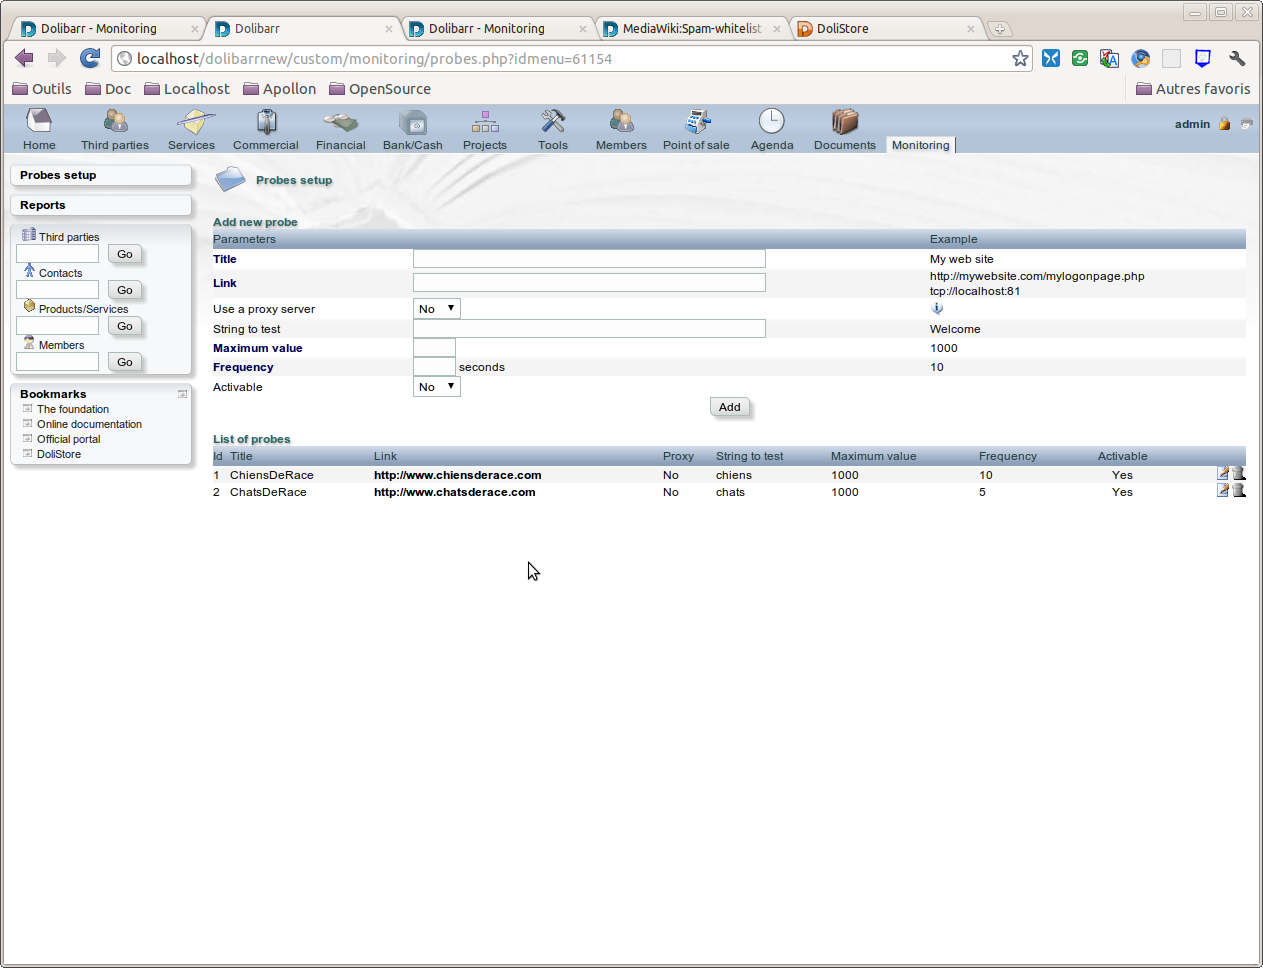 Dolibarr - Monitoring
Dolibarr
Dolibarr - Monitoring
MediaWiki:Spam-whitelist
DoliStore
localhost/dolibarrnew/custom/monitoring/probes.php?idmenu=61154
Outils Doc Localhost Apollon OpenSource Autres favoris
Home Third parties Services Commercial Financial Bank/Cash Projects Tools Members Point of sale Agenda Documents Monitoring
admin
Probes setup
Reports
Third parties
Go
Contacts
Go
Products/Services
Go
Members
Go
Bookmarks
The foundation
Online documentation
Official portal
DoliStore
Probes setup
Add new probe
Parameters Example
Title My web site
Link http://mywebsite.com/mylogonpage.php
tcp://localhost:81
Use a proxy server No
String to test Welcome
Maximum value 1000
Frequency seconds 10
Activable No
Add
List of probes
Id Title Link Proxy String to test Maximum value Frequency Activable
1 ChiensDeRace http://www.chiensderace.com No chiens 1000 10 Yes
2 ChatsDeRace http://www.chatsderace.com No chats 1000 5 Yes